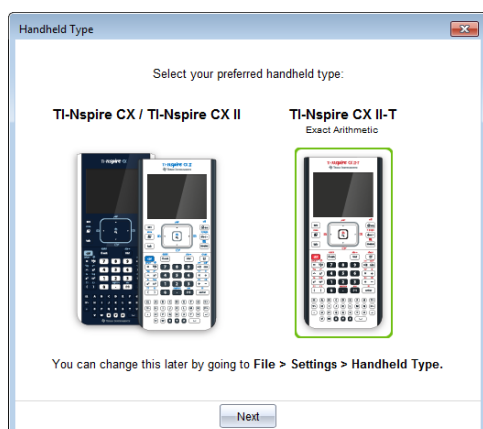 Handheld Type
Select your preferred handheld type:
TI-Nspire CX / TI-Nspire CX II
TI-Nspire CX II-T
Exact Arithmetic
You can change this later by going to File > Settings > Handheld Type.
Next